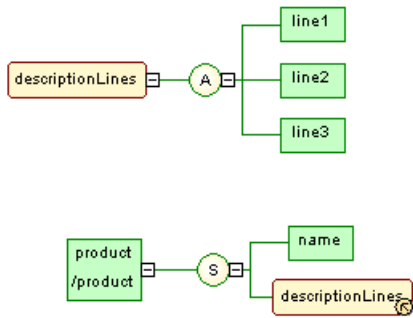 line1
descriptionLines
A
line2
line3
product
/product
S
name
descriptionLines